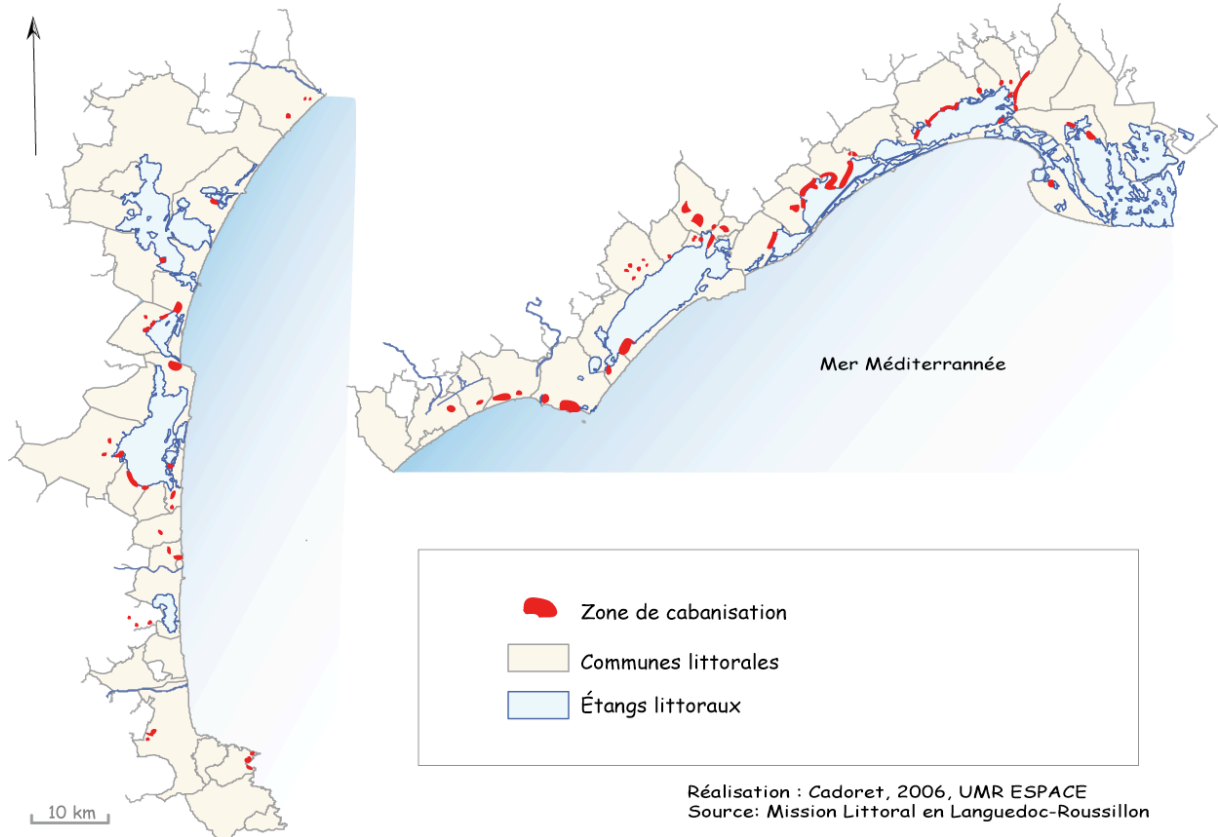 Mer Méditerrannée
Zone de cabanisation
Communes littorales
Étangs littoraux
10 km
Réalisation : Cadoret, 2006, UMR ESPACE
Source: Mission Littoral en Languedoc-Roussillon